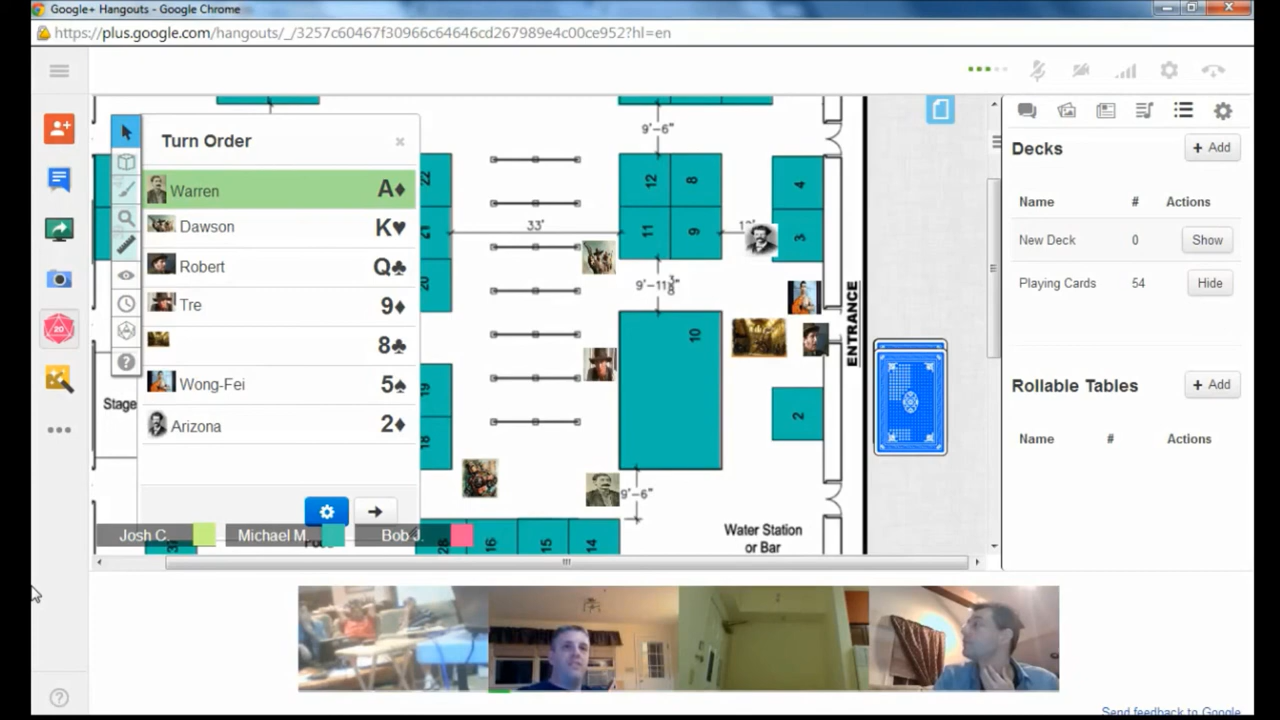 Google+ Hangouts - Google Chrome
https://plus.google.com/hangouts/_/3257c60467f30966c64646cd267989e4c00ce952?hl=en
Turn Order
Warren A♦
Dawson K♥
Robert Q♣
Tre 9♦
8♣
Wong-Fei 5♠
Arizona 2♦
Josh C.
Michael M.
Bob J.
20
Stage
22
21
20
19
18
33'
9'-6"
12
8
11
9
4
3
10
2
9'-6"
ENTRANCE
16
15
14
Water Station
or Bar
Decks
Add
Name # Actions
New Deck 0 Show
Playing Cards 54 Hide
Rollable Tables
Add
Name # Actions
Send feedback to Google